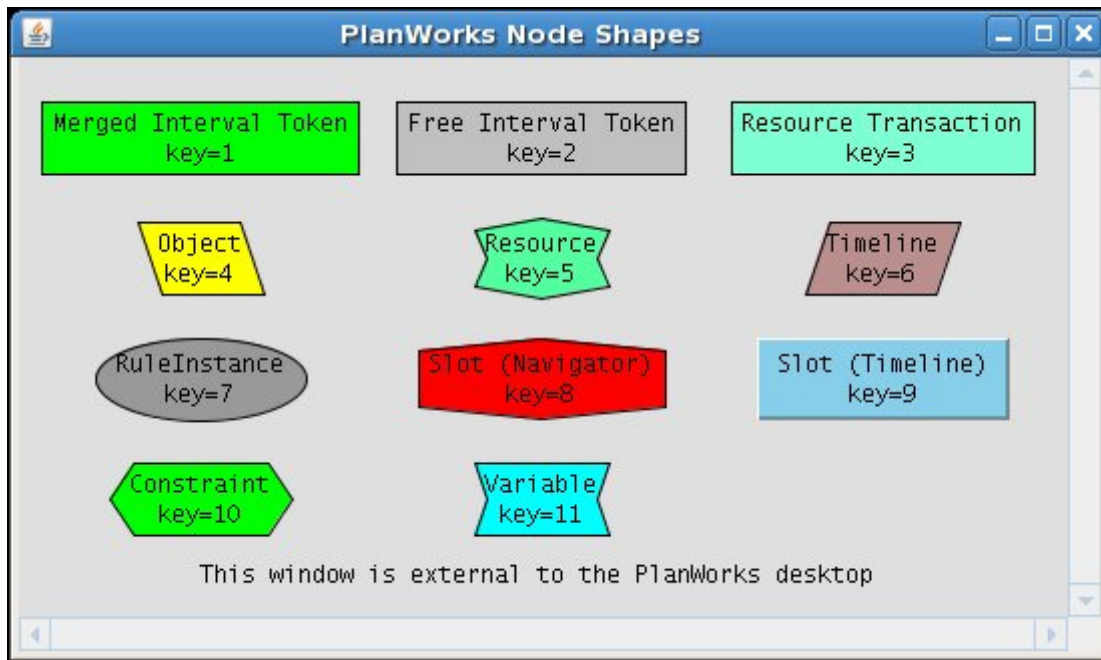 PlanWorks Node Shapes
Merged Interval Token
key=1
Free Interval Token
key=2
Resource Transaction
key=3
Object
key=4
Resource
key=5
Timeline
key=6
RuleInstance
key=7
Slot (Navigator)
key=8
Slot (Timeline)
key=9
Constraint
key=10
Variable
key=11
This window is external to the PlanWorks desktop